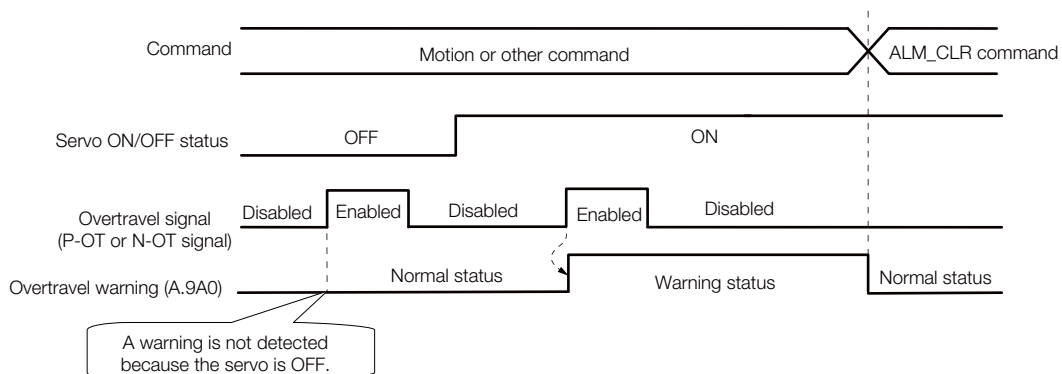 Command
Motion or other command
ALM_CLR command
Servo ON/OFF status
OFF
ON
Overtravel signal
(P-OT or N-OT signal)
Disabled
Enabled
Disabled
Enabled
Disabled
Overtravel warning (A.9A0)
Normal status
Warning status
Normal status
A warning is not detected
because the servo is OFF.